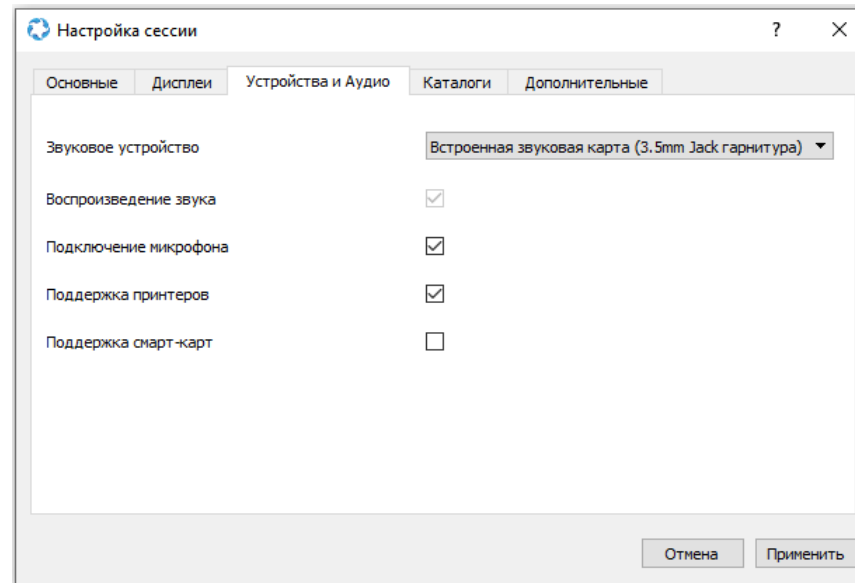 Настройка сессии
Основные Дисплеи Устройства и Аудио Каталоги Дополнительные
Звуковое устройство Встроенная звуковая карта (3.5mm Jack гарнитура)
Воспроизведение звука
Подключение микрофона
Поддержка принтеров
Поддержка смарт-карт
Отмена Применить